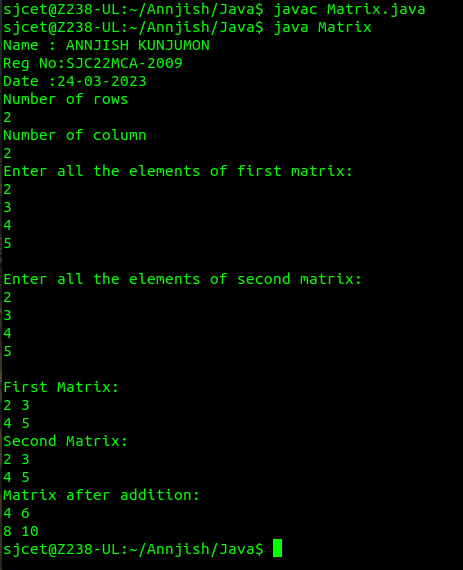 sjcet@Z238-UL:~/Annjish/Java$ javac Matrix.java
sjcet@Z238-UL:~/Annjish/Java$ java Matrix
Name : ANNJISH KUNJUMON
Reg No:SJC22MCA-2009
Date :24-03-2023
Number of rows
2
Number of column
2
Enter all the elements of first matrix:
2
3
4
5
Enter all the elements of second matrix:
2
3
4
5
First Matrix:
2 3
4 5
Second Matrix:
2 3
4 5
Matrix after addition:
4 6
8 10
sjcet@Z238-UL:~/Annjish/Java$